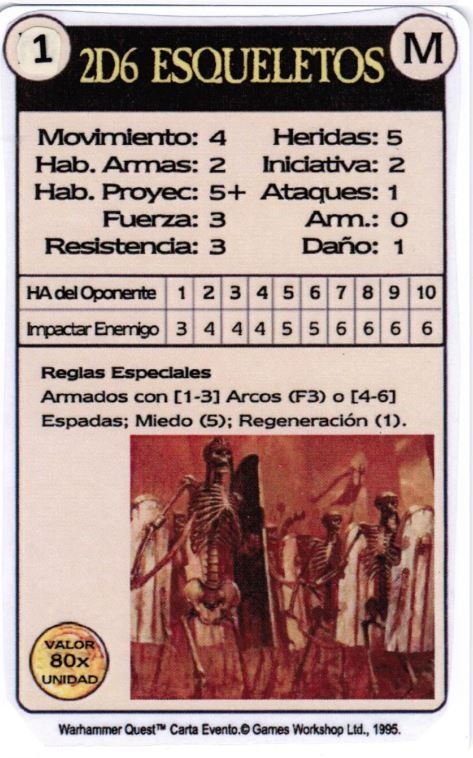 1
2D6 ESQUELETOS
M
Movimiento: 4 Heridas: 5
Hab. Armas: 2 Iniciativa: 2
Hab. Proyec: 5+ Ataques: 1
Fuerza: 3 Arm.: 0
Resistencia: 3 Daño: 1
HA del Oponente 1 2 3 4 5 6 7 8 9 10
Impactar Enemigo 3 4 4 4 5 5 6 6 6 6
Reglas Especiales
Armados con [1-3] Arcos (F3) o [4-6]
Espadas; Miedo (5); Regeneración (1).
VALOR
80x
UNIDAD
Warhammer Quest™ Carta Evento.© Games Workshop Ltd., 1995.